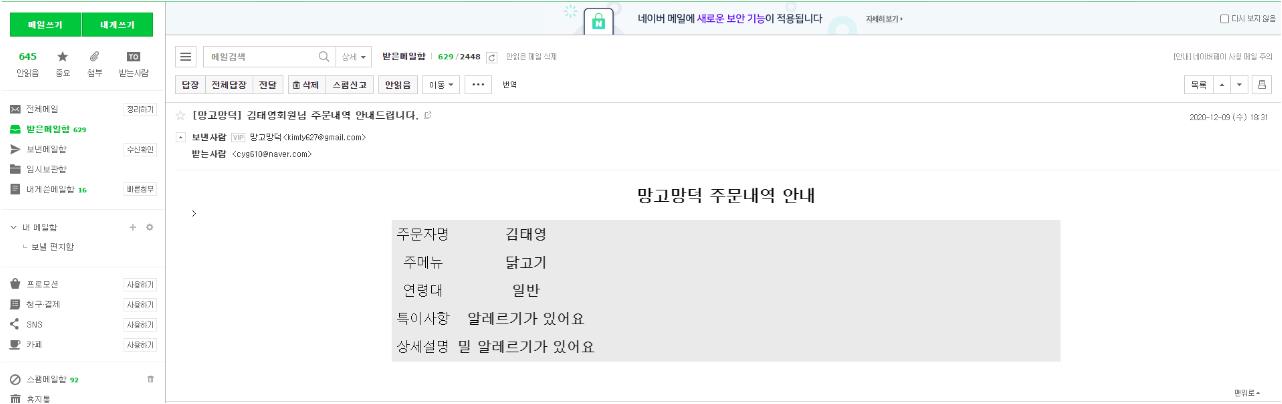 메일쓰기 내게쓰기
네이버 메일에 새로운 보안 기능이 적용됩니다 자세히보기 › 다시 보지 않음
645
안읽음 중요 첨부 TO 받는사람
메일검색 상세 받은메일함 629 / 2448 안읽은 메일 삭제
[안내] 네이버페이 사칭 메일 주의
답장 전체답장 전달 삭제 스팸신고 안읽음 이동 ••• 번역 목록
전체메일 정리하기
받은메일함 629
보낸메일함 수신확인
임시보관함
내게쓴메일함 16 빠른첨부
내 메일함
보낼 편지함
프로모션 사용하기
청구·결제 사용하기
SNS 사용하기
카페 사용하기
스팸메일함 92
휴지통
[망고망덕] 김태영회원님 주문내역 안내드립니다.
2020-12-09 (수) 18:31
보낸사람 VIP 망고망덕<kimty627@gmail.com>
받는사람 <cyg610@naver.com>
망고망덕 주문내역 안내
>
주문자명 김태영
주메뉴 닭고기
연령대 일반
특이사항 알레르기가 있어요
상세설명 밀 알레르기가 있어요
맨위로